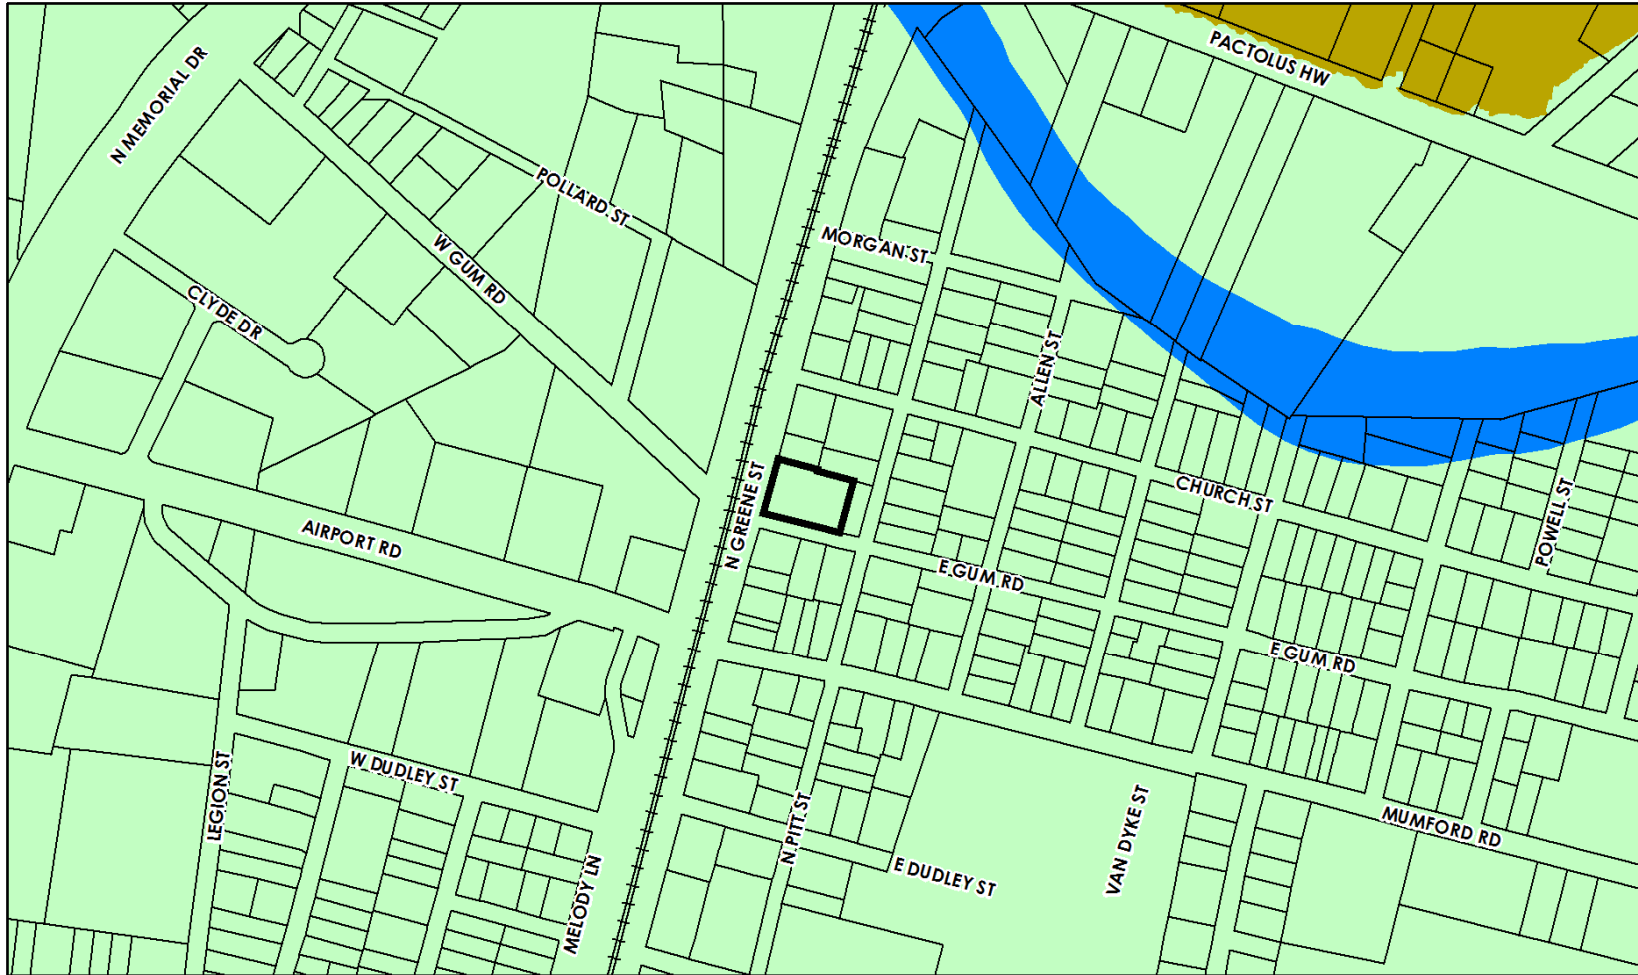 PACTOLUS HW
N MEMORIAL DR
POLLARD ST
MORGAN ST
W GUM RD
CLYDE DR
ALLEN ST
CHURCH ST
POWELL ST
N GREENE ST
AIRPORT RD
E GUM RD
E GUM RD
LEGION ST
W DUDLEY ST
N PITT ST
VAN DYKE ST
MUMFORD RD
E DUDLEY ST
MELODY LN